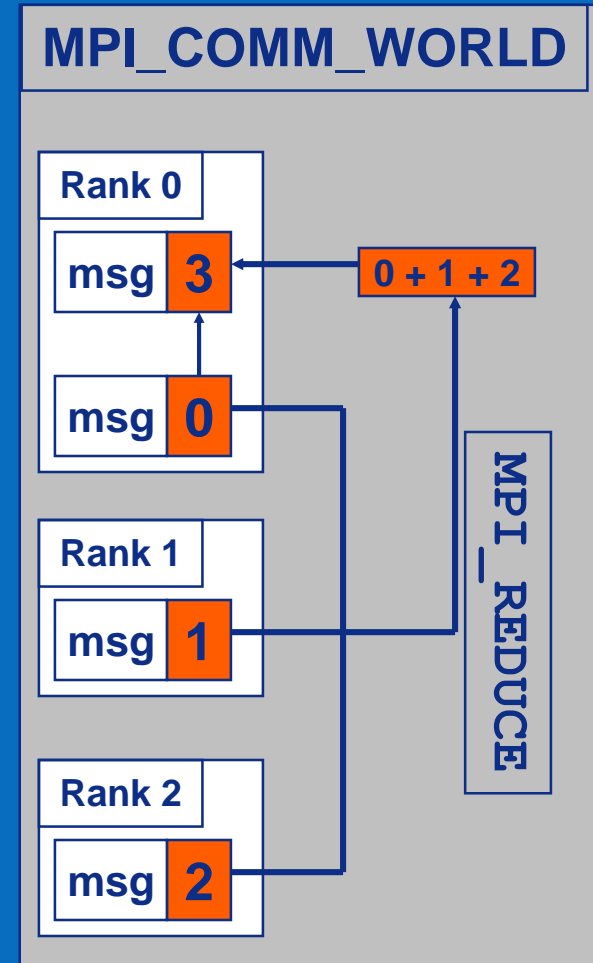 MPI_COMM_WORLD
Rank 0
msg 3
0 + 1 + 2
msg 0
MPI_REDUCE
Rank 1
msg 1
Rank 2
msg 2